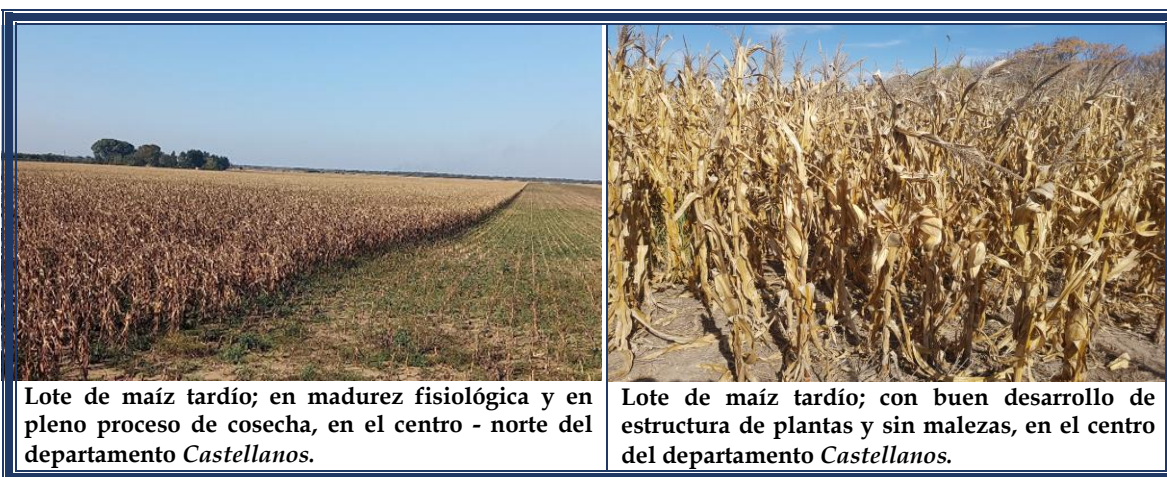 Lote de maíz tardío; en madurez fisiológica y en
pleno proceso de cosecha, en el centro - norte del
departamento Castellanos.
Lote de maíz tardío; con buen desarrollo de
estructura de plantas y sin malezas, en el centro
del departamento Castellanos.